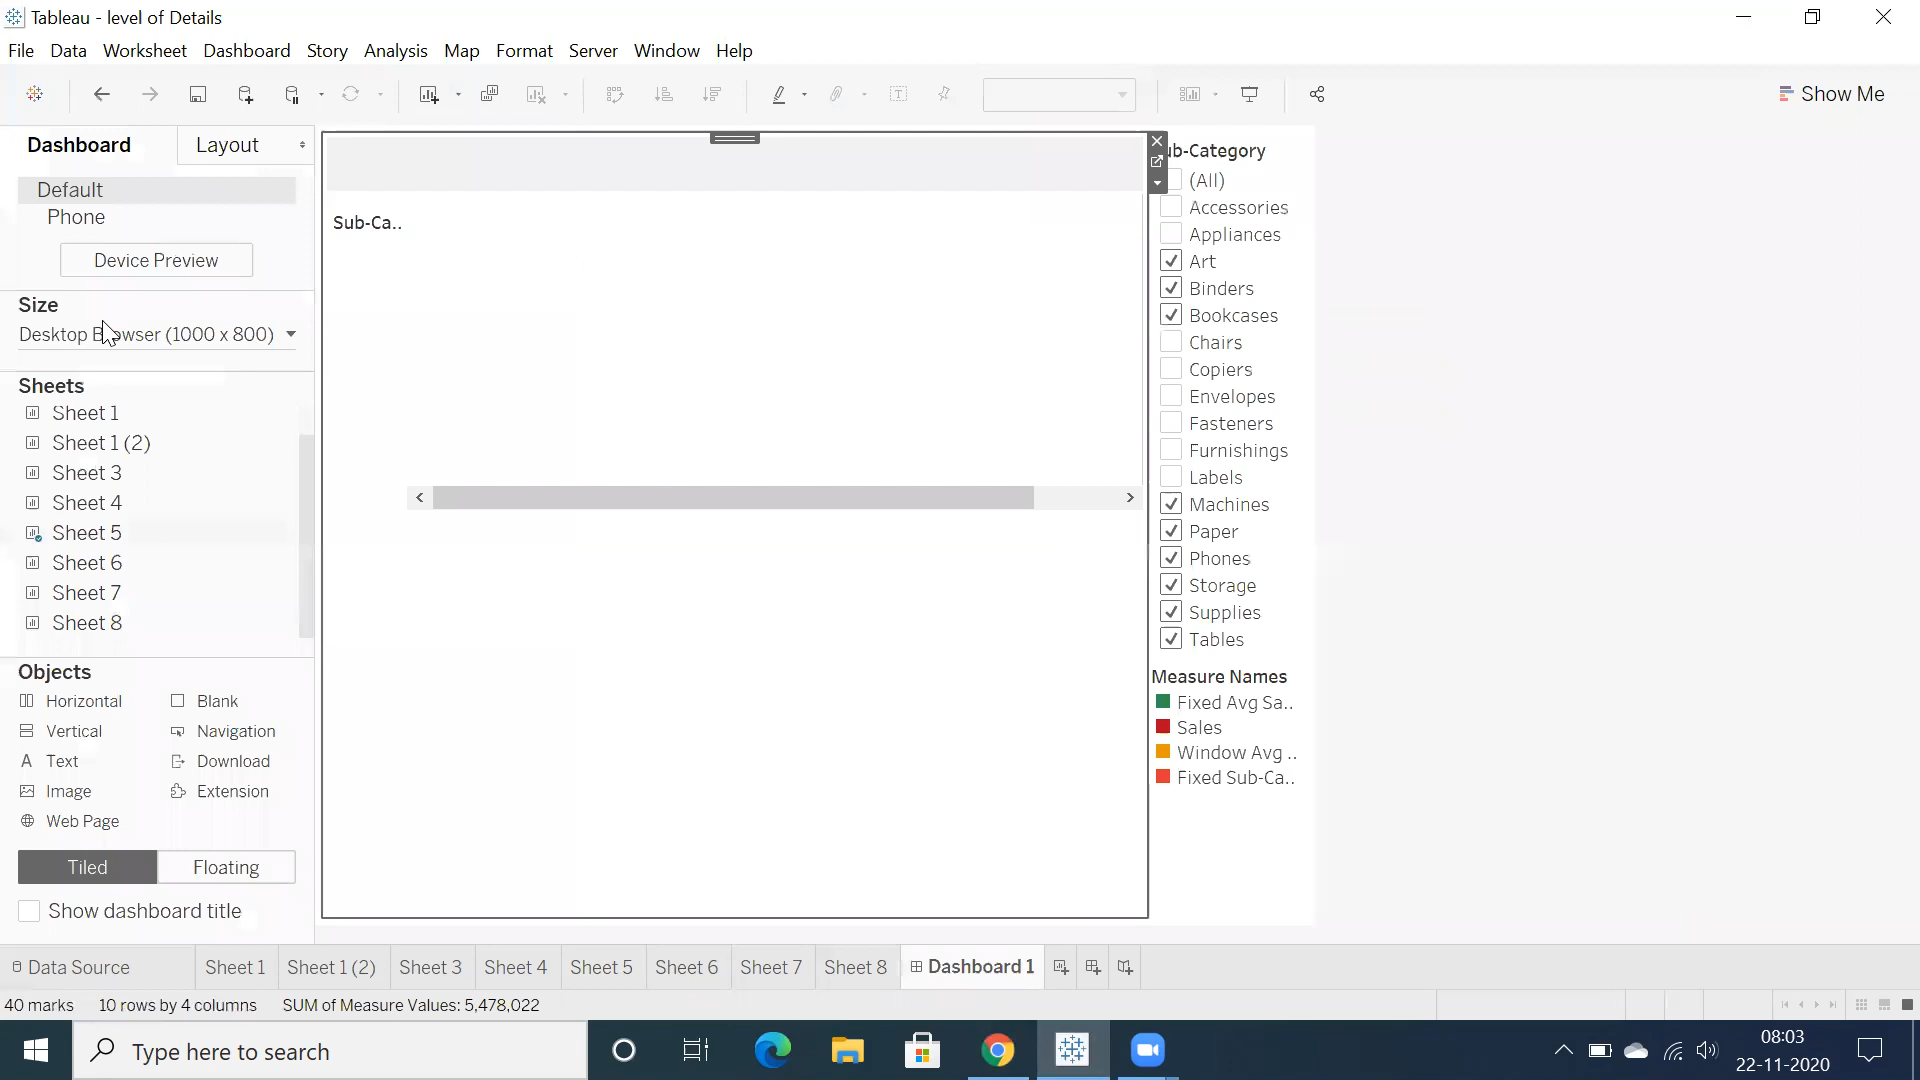 Tableau - level of Details
File Data Worksheet Dashboard Story Analysis Map Format Server Window Help
Show Me
Dashboard
Layout
Default
Phone
Device Preview
Size
Desktop Browser (1000 x 800)
Sheets
Sheet 1
Sheet 1 (2)
Sheet 3
Sheet 4
Sheet 5
Sheet 6
Sheet 7
Sheet 8
Objects
Horizontal
Blank
Vertical
Navigation
Text
Download
Image
Extension
Web Page
Tiled
Floating
Show dashboard title
Sub-Ca..
ub-Category
(All)
Accessories
Appliances
Art
Binders
Bookcases
Chairs
Copiers
Envelopes
Fasteners
Furnishings
Labels
Machines
Paper
Phones
Storage
Supplies
Tables
Measure Names
Fixed Avg Sa..
Sales
Window Avg ..
Fixed Sub-Ca..
Data Source Sheet 1 Sheet 1 (2) Sheet 3 Sheet 4 Sheet 5 Sheet 6 Sheet 7 Sheet 8 Dashboard 1
40 marks 10 rows by 4 columns SUM of Measure Values: 5,478,022
Type here to search
08:03
22-11-2020